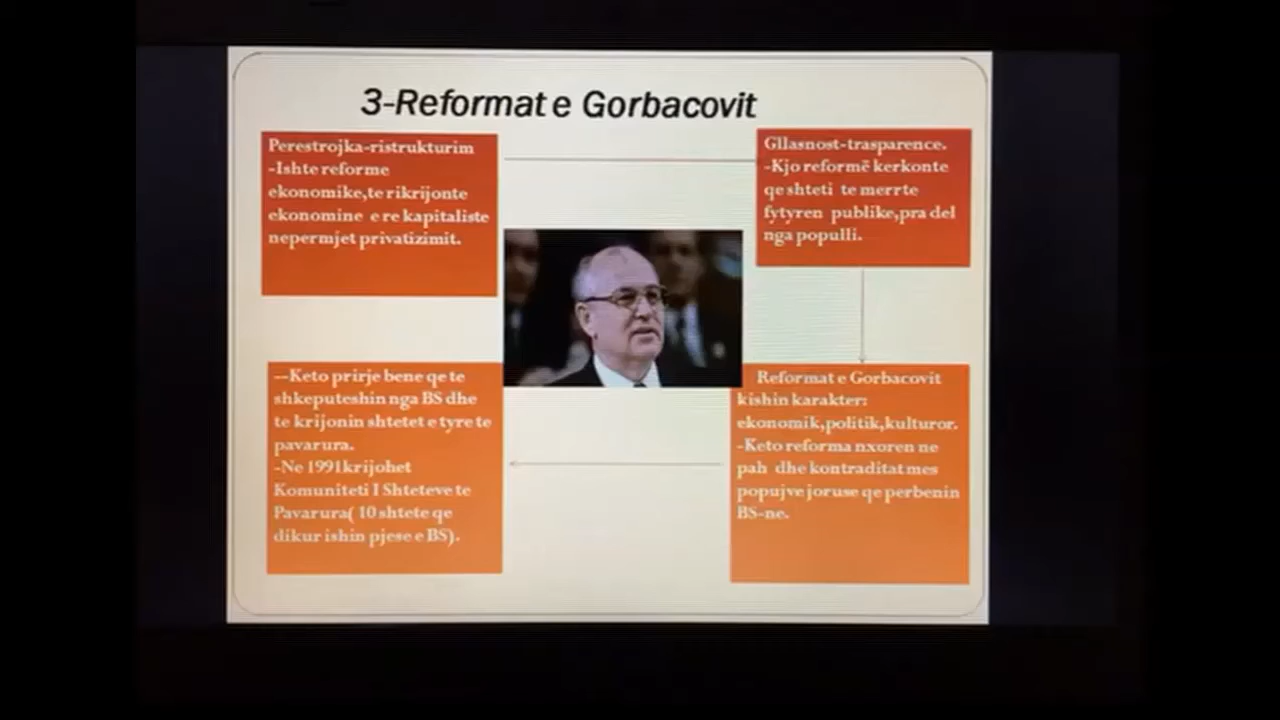 3-Reformat e Gorbacovit
Perestrojka-ristrukturim
-Ishte reforme
ekonomike,te rikrijonte
ekonomine e re kapitaliste
nepermjet privatizimit.
Gllasnost-trasparence.
-Kjo reformë kerkonte
qe shteti te merrte
fytyren publike,pra del
nga populli.
Reformat e Gorbacovit
kishin karakter:
ekonomik,politik,kulturor.
-Keto reforma nxoren ne
pah dhe kontraditat mes
popujve joruse qe perbenin
BS-ne.
--Keto prirje bene qe te
shkeputeshin nga BS dhe
te krijonin shtetet e tyre te
pavarura.
-Ne 1991krijohet
Komuniteti I Shteteve te
Pavarura( 10 shtete qe
dikur ishin pjese e BS).